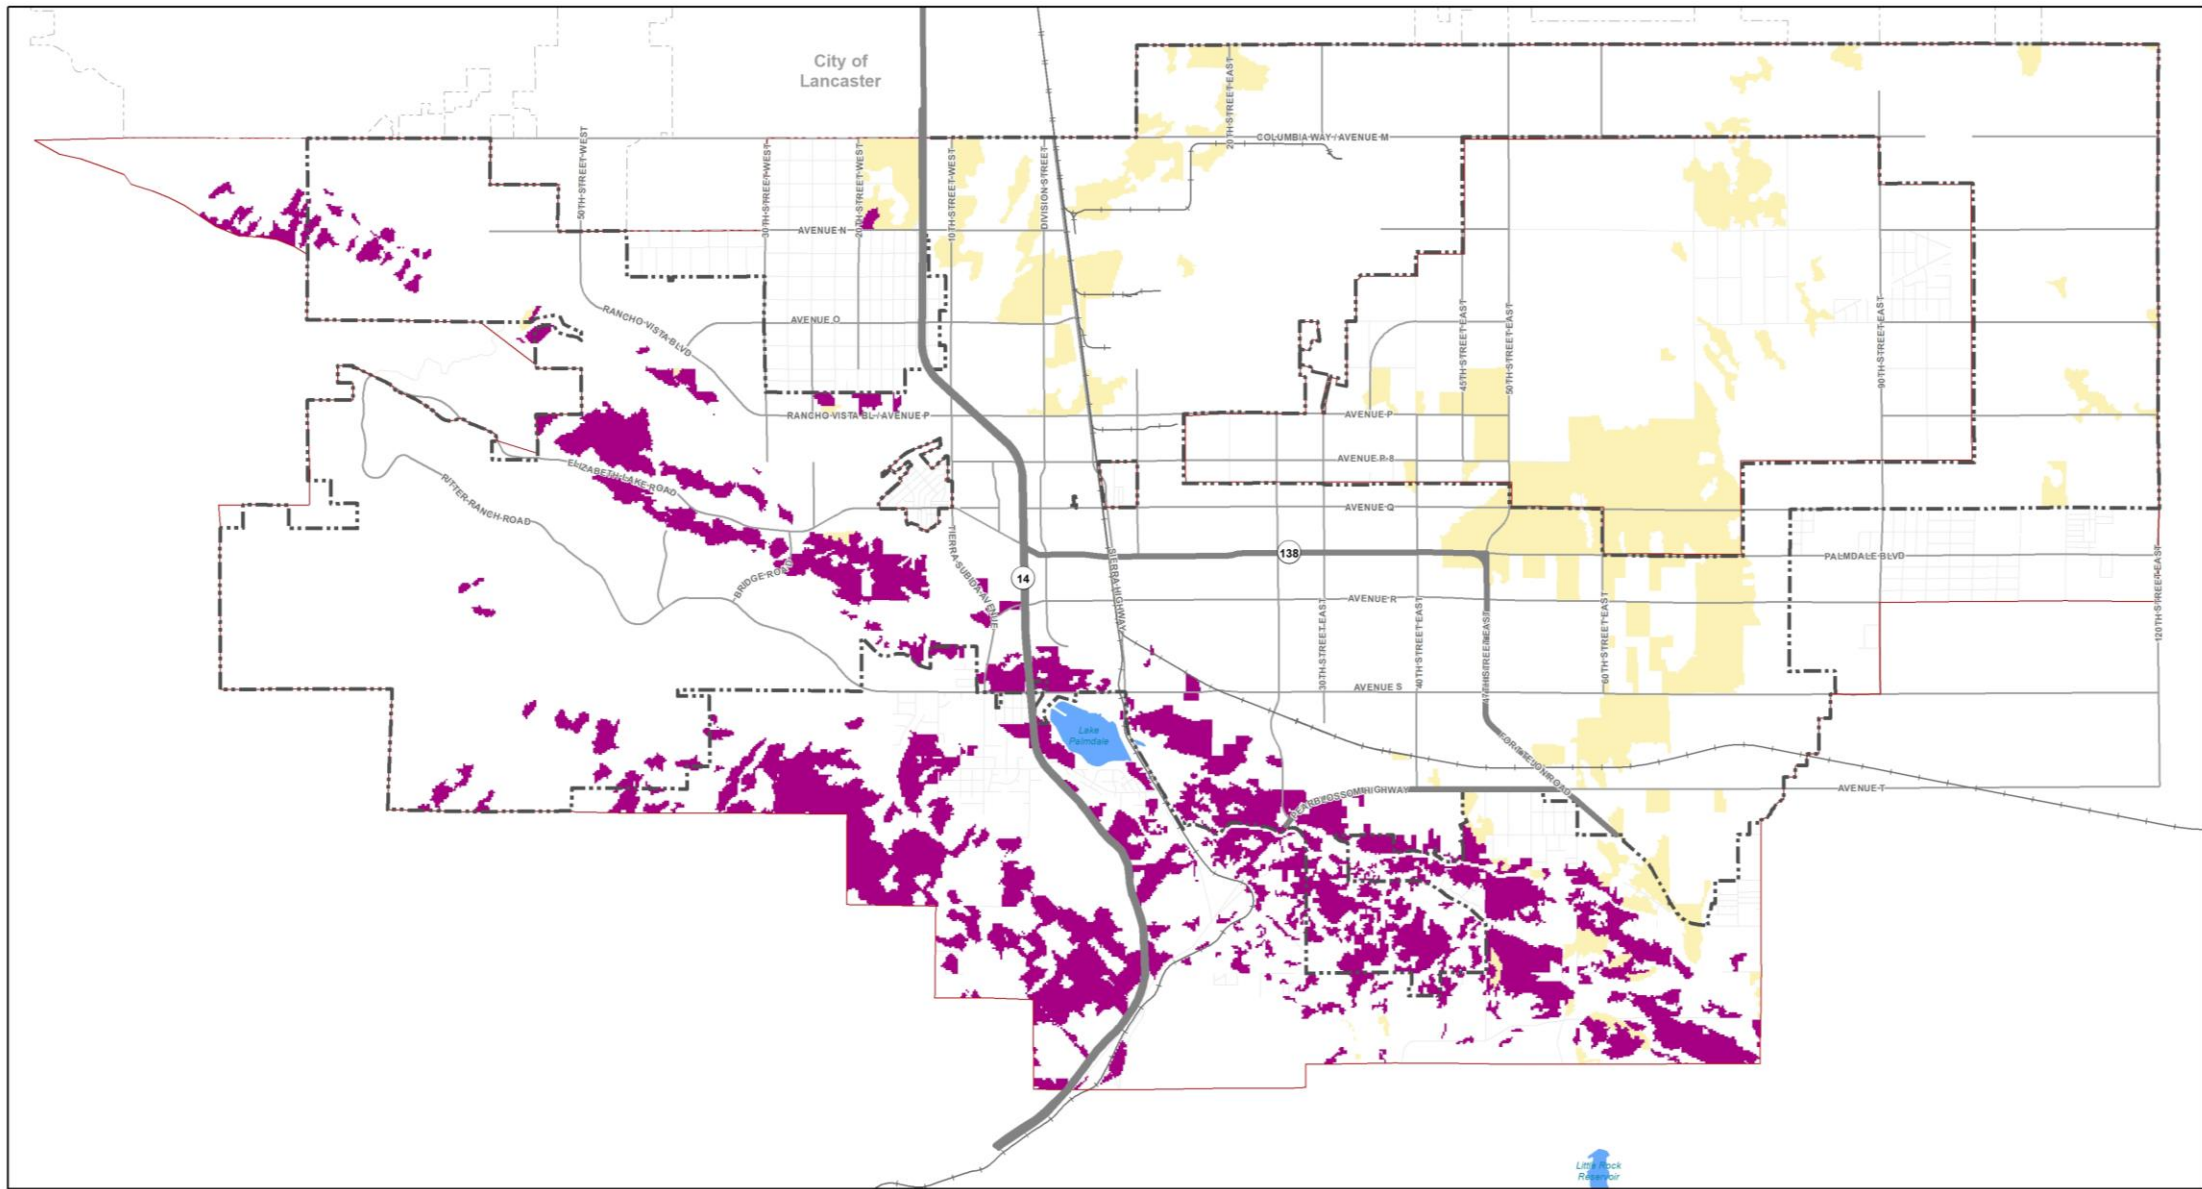 City of
Lancaster
20TH STREET EAST
COLUMBIA WAY / AVENUE M
50TH STREET WEST
30TH STREET WEST
20TH STREET WEST
10TH STREET WEST
DIVISION STREET
AVENUE N
RANCHO VISTA BLVD
AVENUE O
45TH STREET EAST
50TH STREET EAST
90TH STREET EAST
RANCHO VISTA BL / AVENUE P
AVENUE P
AVENUE P-8
ELIZABETH LAKE ROAD
RITTER RANCH ROAD
AVENUE Q
138
PALMDALE BLVD
14
TIERRA SUBIDA AVENUE
SIERRA HIGHWAY
BRIDGE ROAD
AVENUE R
30TH STREET EAST
40TH STREET EAST
47TH STREET EAST
60TH STREET EAST
120TH STREET EAST
AVENUE S
Lake
Palmdale
FORT TEJON ROAD
PEARBLOSSOM HIGHWAY
AVENUE T
Little Rock
Reservoir